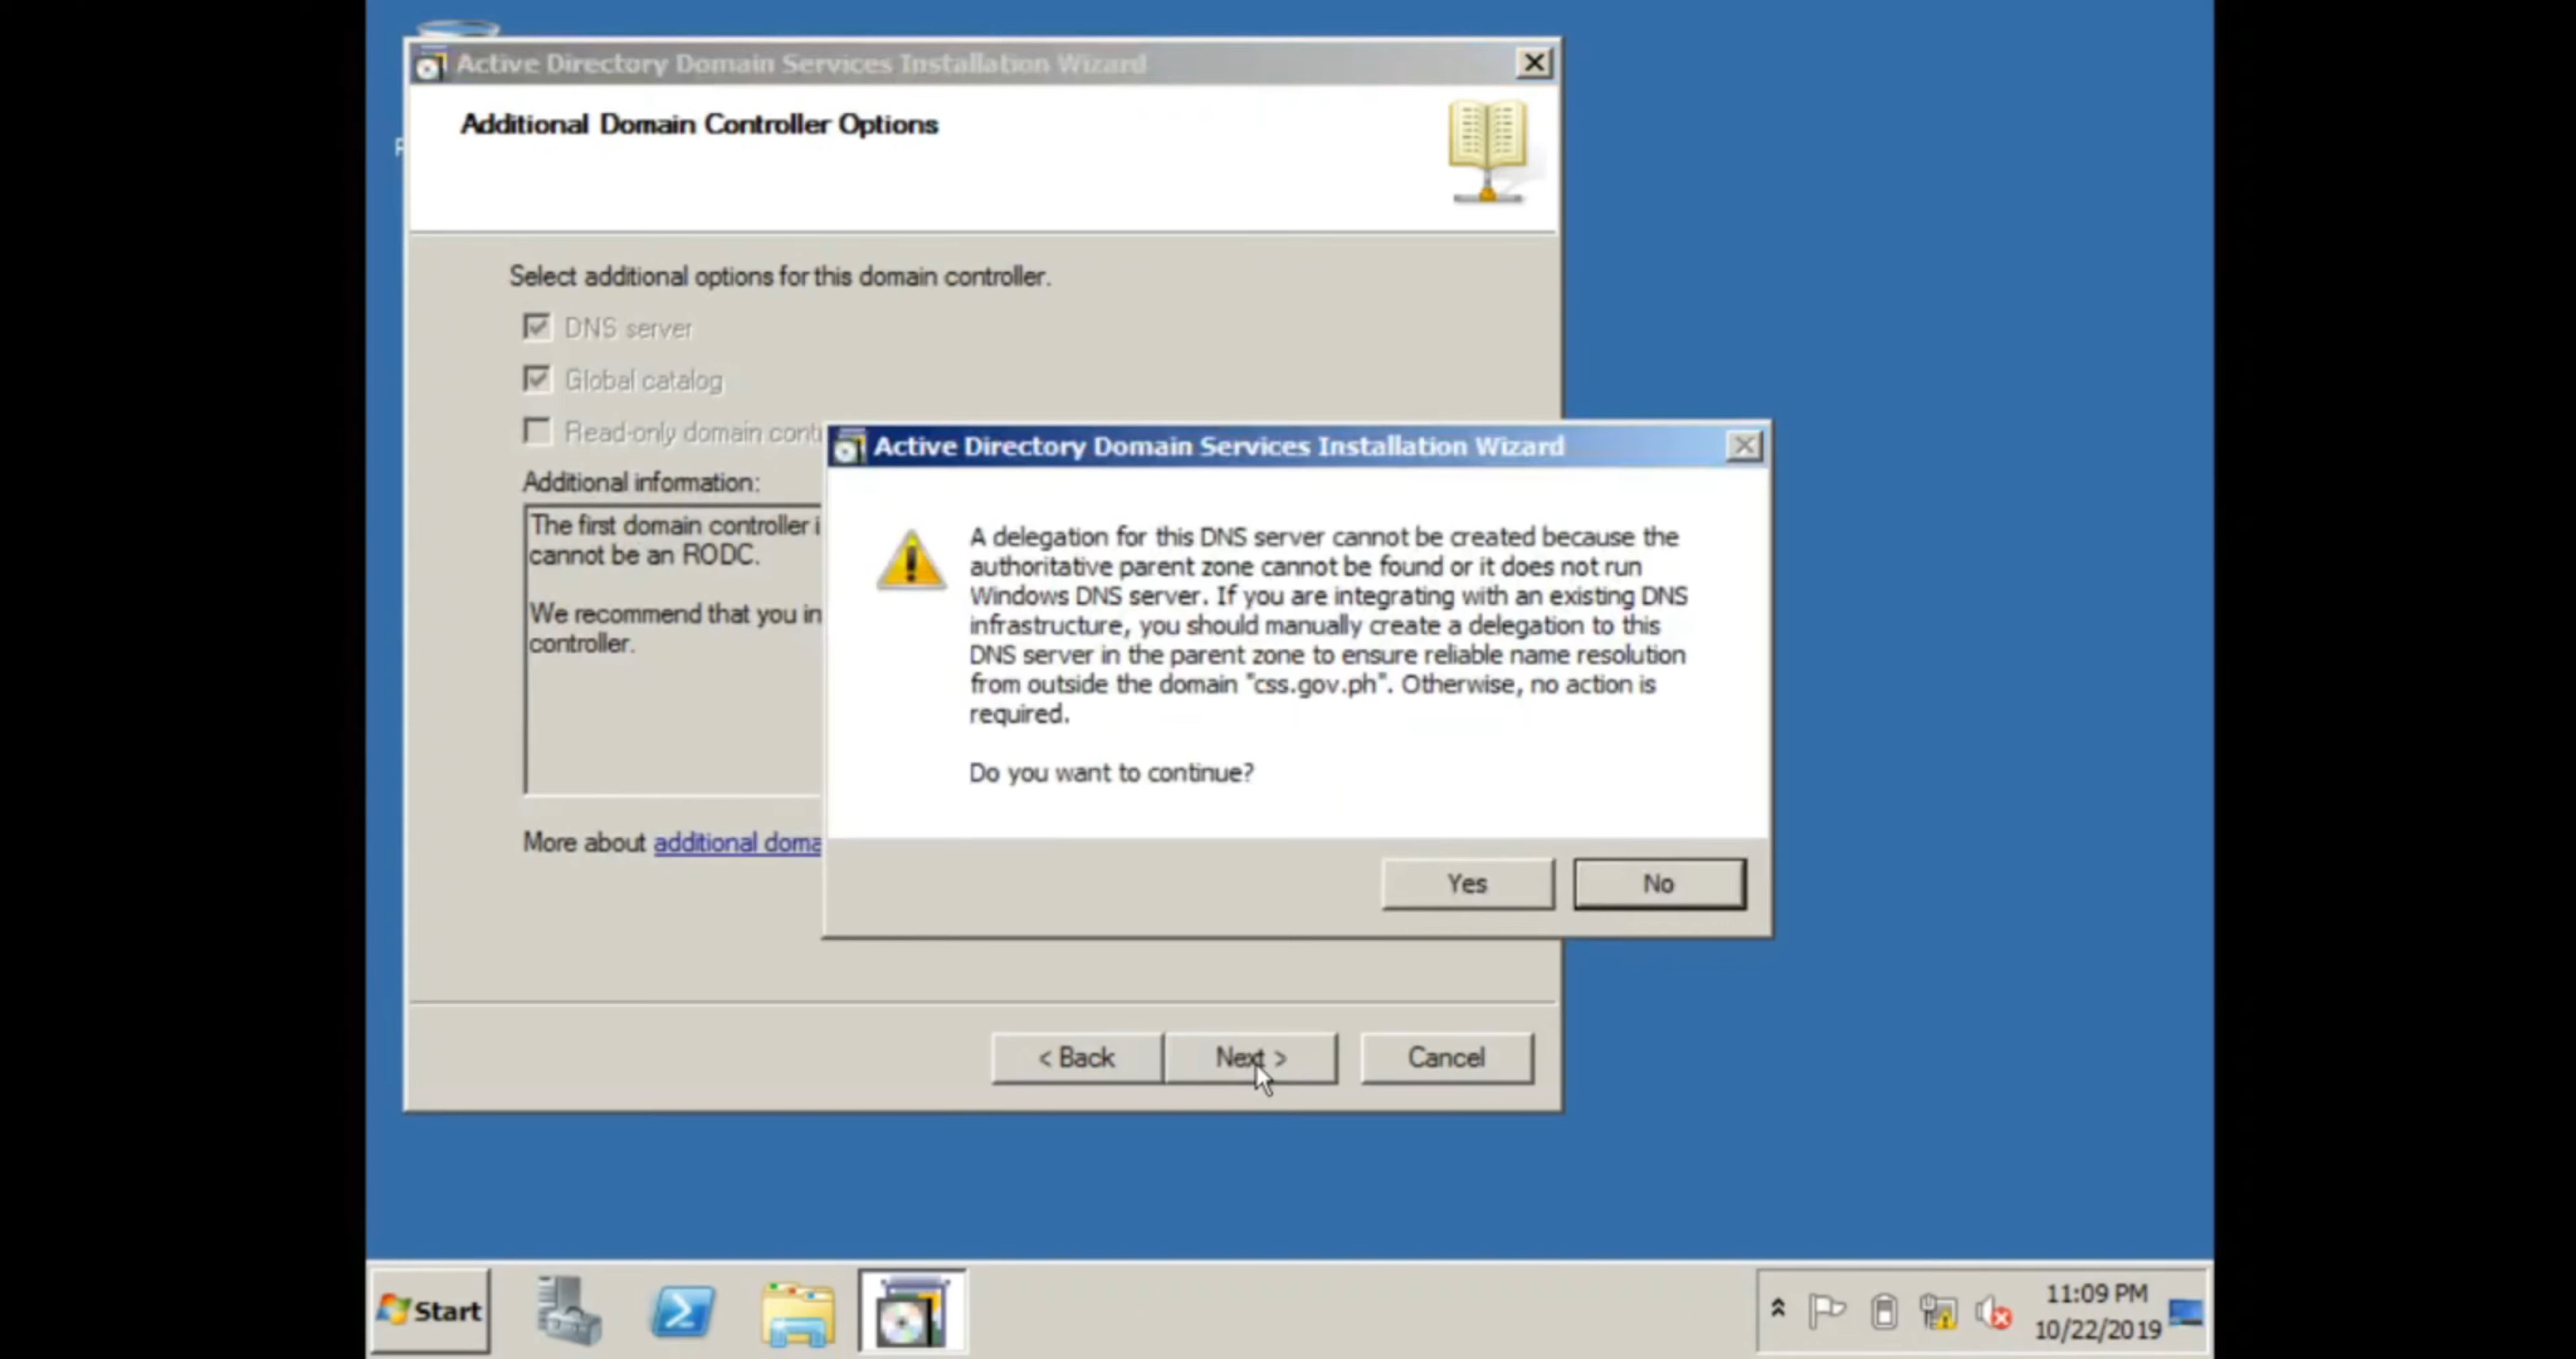 Active Directory Domain Services Installation Wizard
Additional Domain Controller Options
Select additional options for this domain controller.
DNS server
Global catalog
Read-only domain
Additional information:
The first domain controller
cannot be an RODC.
We recommend that you
controller.
More about additional
Active Directory Domain Services Installation Wizard
A delegation for this DNS server cannot be created because the
authoritative parent zone cannot be found or it does not run
Windows DNS server. If you are integrating with an existing DNS
infrastructure, you should manually create a delegation to this
DNS server in the parent zone to ensure reliable name resolution
from outside the domain "css.gov.ph". Otherwise, no action is
required.
Do you want to continue?
Yes
No
< Back
Next >
Cancel
Start
11:09 PM
10/22/2019